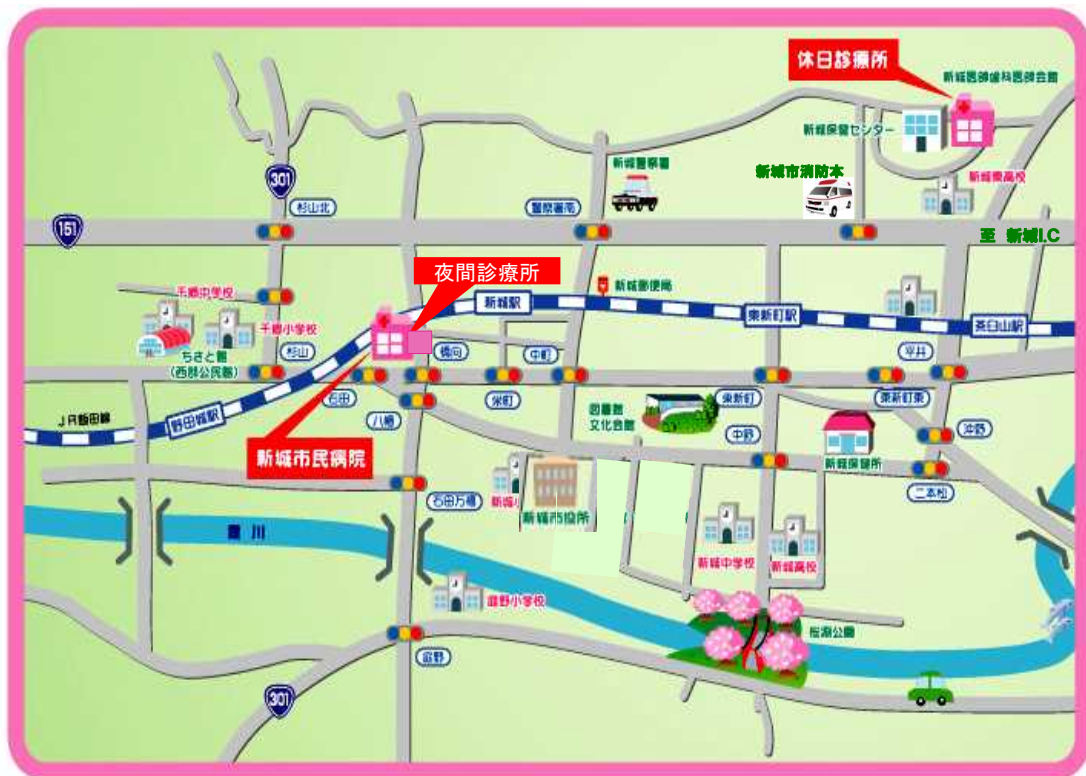 休日診療所
新城医師歯科医師会館
新城保健センター
新城警察署
新城市消防本
新城東高校
301
杉山北
警察署南
151
至 新城I.C
夜間診療所
千郷中学校
新城駅
新城郵便局
東新町駅
茶臼山駅
千郷小学校
ちさと館
(西部公民館)
杉山
橋向
中町
平井
石田
栄町
東新町
東新町東
JR飯田線
野田城駅
八幡
図書館
文化会館
中野
沖野
新城市民病院
新城保健所
石田万福
新城小
新城市役所
二本松
豊川
新城中学校
新城高校
庭野小学校
桜淵公園
庭野
301